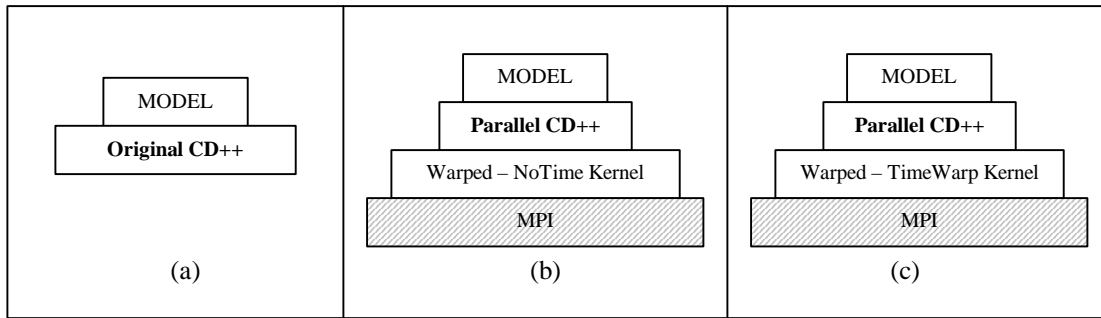 MODEL
Original CD++
(a)
MODEL
Parallel CD++
Warped – NoTime Kernel
MPI
(b)
MODEL
Parallel CD++
Warped – TimeWarp Kernel
MPI
(c)